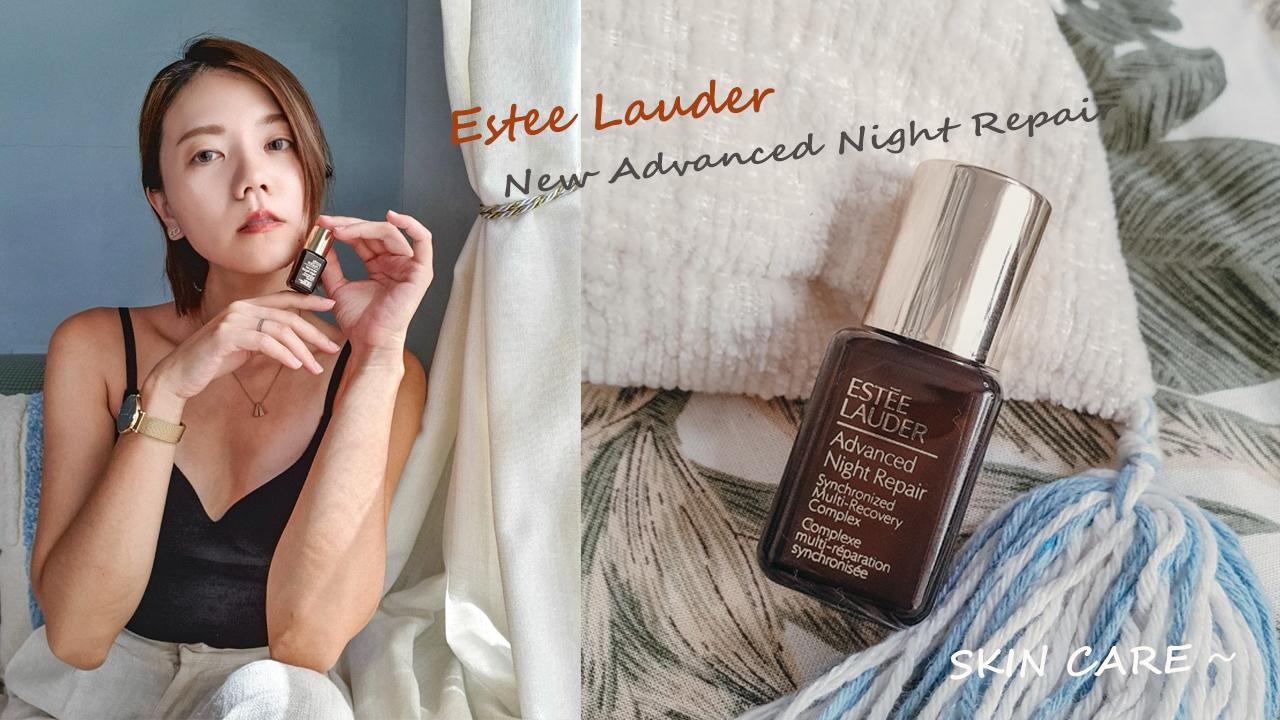 Estee Lauder
New Advanced Night Repair
ESTĒE
LAUDER
Advanced
Night Repair
Synchronized
Multi-Recovery
Complex
Complexe
multi-réparation
synchronisée
SKIN CARE ~